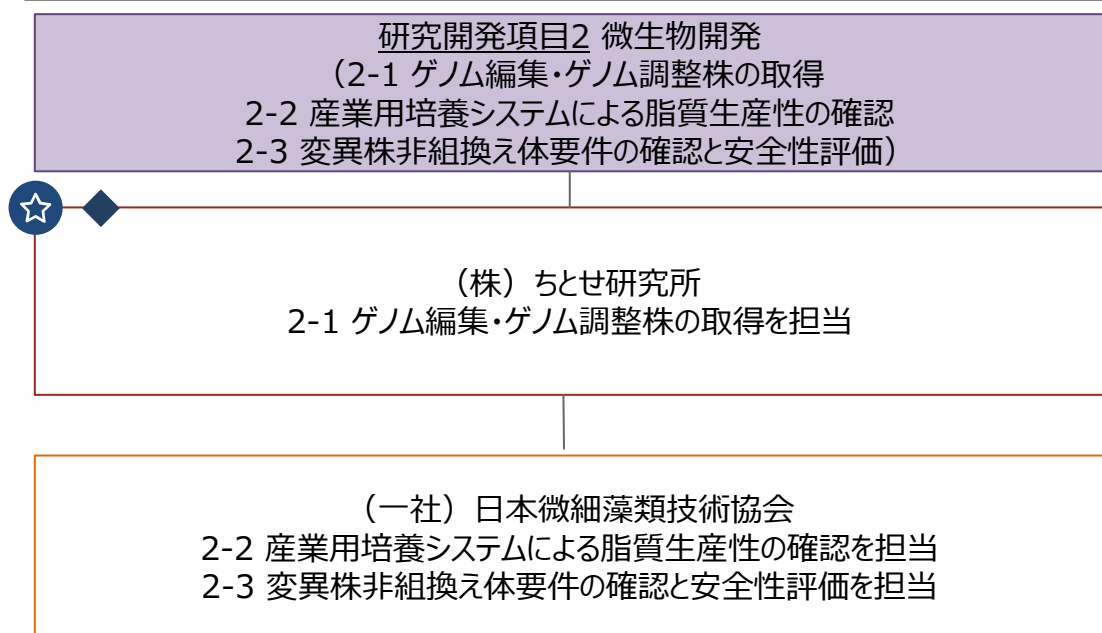 研究開発項目2 微生物開発
（2-1 ゲノム編集・ゲノム調整株の取得
2-2 産業用培養システムによる脂質生産性の確認
2-3 変異株非組換え体要件の確認と安全性評価）
（株）ちとせ研究所
2-1 ゲノム編集・ゲノム調整株の取得を担当
（一社）日本微細藻類技術協会
2-2 産業用培養システムによる脂質生産性の確認を担当
2-3 変異株非組換え体要件の確認と安全性評価を担当